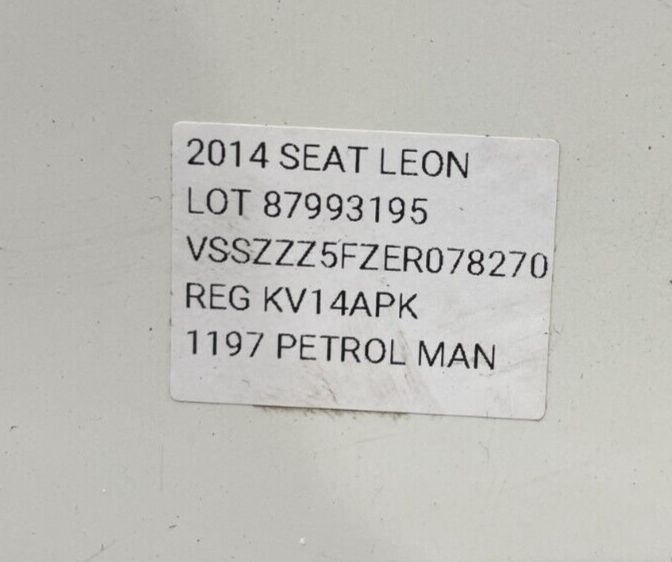 2014 SEAT LEON
LOT 87993195
VSSZZZ5FZER078270
REG KV14APK
1197 PETROL MAN